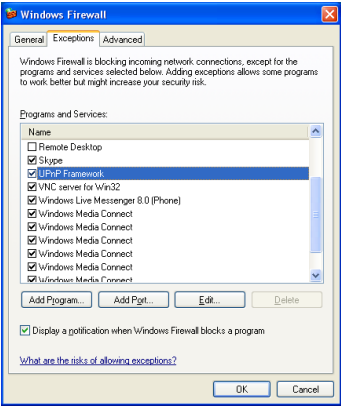 Windows Firewall
General Exceptions Advanced
Windows Firewall is blocking incoming network connections, except for the
programs and services selected below. Adding exceptions allows some programs
to work better but might increase your security risk.
Programs and Services:
Name
Remote Desktop
Skype
UPnP Framework
VNC server for Win32
Windows Live Messenger 8.0 (Phone)
Windows Media Connect
Windows Media Connect
Windows Media Connect
Windows Media Connect
Windows Media Connect
Windows Media Connect
Add Program... Add Port... Edit... Delete
Display a notification when Windows Firewall blocks a program
What are the risks of allowing exceptions?
OK Cancel